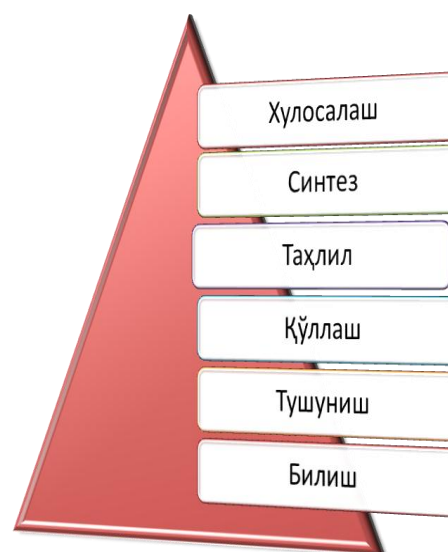 Хулосалаш
Синтез
Таҳлил
Қўллаш
Тушуниш
Билиш